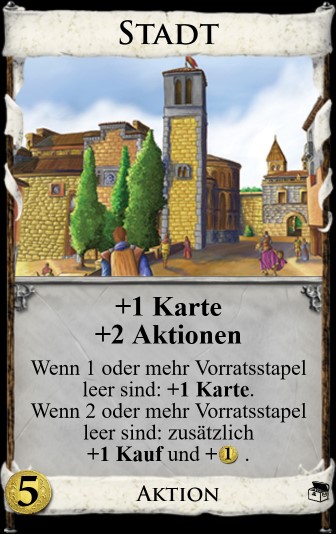 STADT
+1 Karte
+2 Aktionen
Wenn 1 oder mehr Vorratsstapel
leer sind: +1 Karte.
Wenn 2 oder mehr Vorratsstapel
leer sind: zusätzlich
+1 Kauf und +1 .
5 AKTION